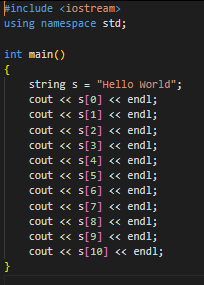 #include <iostream>
using namespace std;

int main()
{
    string s = "Hello World";
    cout << s[0] << endl;
    cout << s[1] << endl;
    cout << s[2] << endl;
    cout << s[3] << endl;
    cout << s[4] << endl;
    cout << s[5] << endl;
    cout << s[6] << endl;
    cout << s[7] << endl;
    cout << s[8] << endl;
    cout << s[9] << endl;
    cout << s[10] << endl;
}